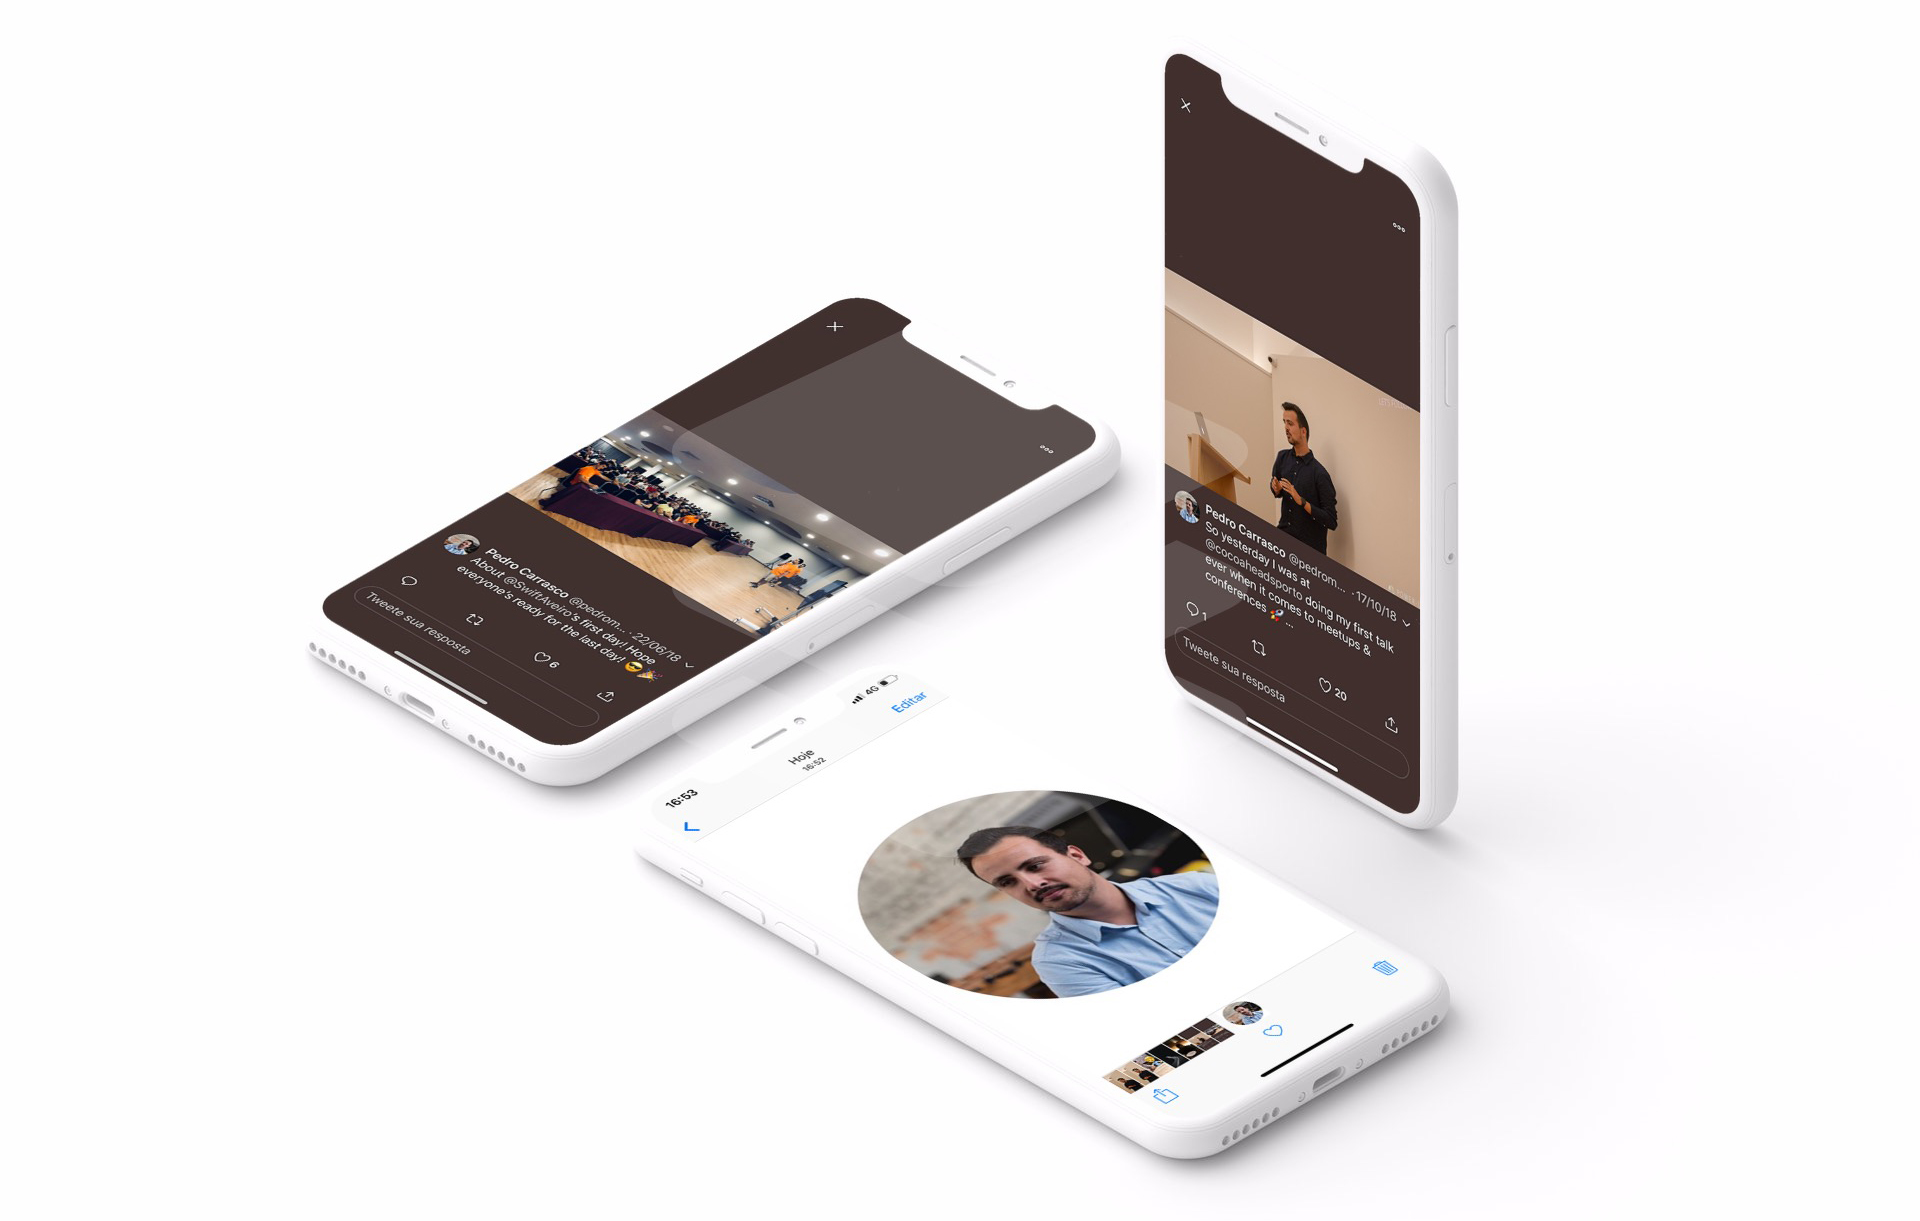 Pedro Carrasco @pedrom... · 22/06/18
About @SwiftAveiro's first day! Hope
everyone's ready for the last day! 😎🎉
6
Tweete sua resposta
Pedro Carrasco @pedrom... · 17/10/18
So yesterday I was at
@cocoaheadsporto doing my first talk
ever when it comes to meetups &
conferences 🚀 ...
1
20
Tweete sua resposta
16:53
4G
Hoje
16:52
Editar